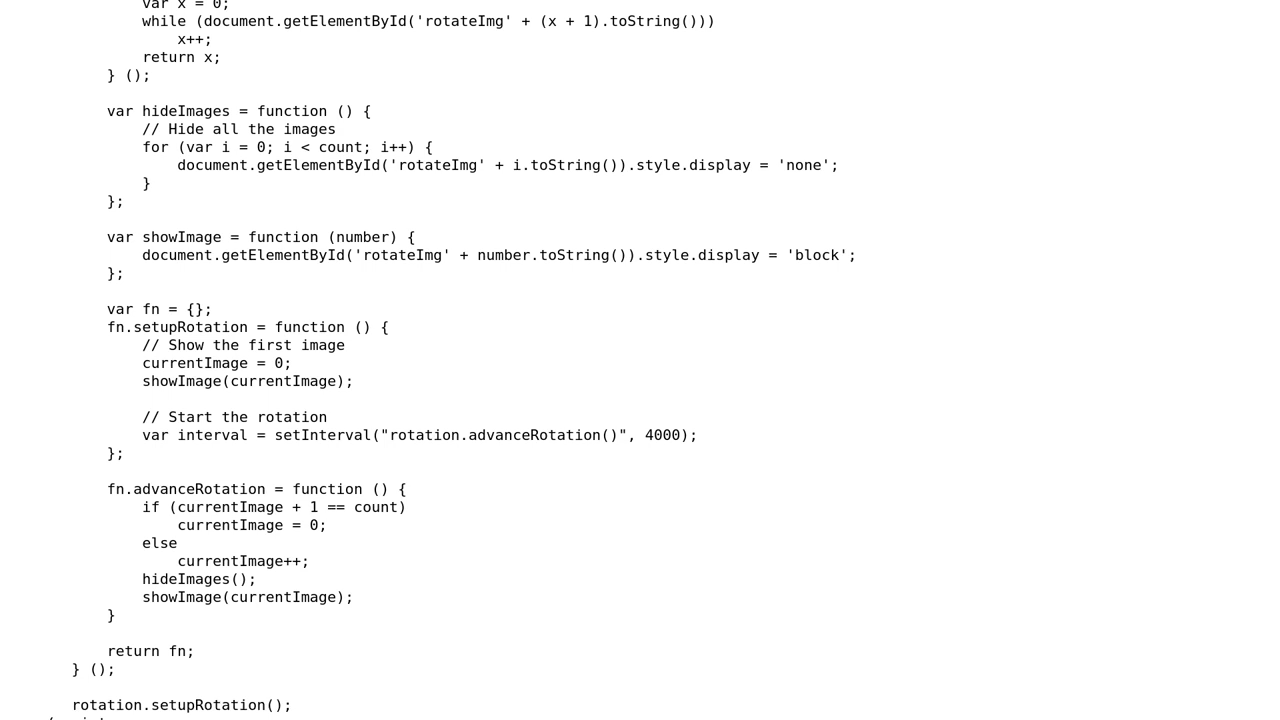 var x = 0;
while (document.getElementById('rotateImg' + (x + 1).toString()))
x++;
return x;
} ();
var hideImages = function () {
// Hide all the images
for (var i = 0; i < count; i++) {
document.getElementById('rotateImg' + i.toString()).style.display = 'none';
}
};
var showImage = function (number) {
document.getElementById('rotateImg' + number.toString()).style.display = 'block';
};
var fn = {};
fn.setupRotation = function () {
// Show the first image
currentImage = 0;
showImage(currentImage);
// Start the rotation
var interval = setInterval("rotation.advanceRotation()", 4000);
};
fn.advanceRotation = function () {
if (currentImage + 1 == count)
currentImage = 0;
else
currentImage++;
hideImages();
showImage(currentImage);
}
return fn;
} ();
rotation.setupRotation();